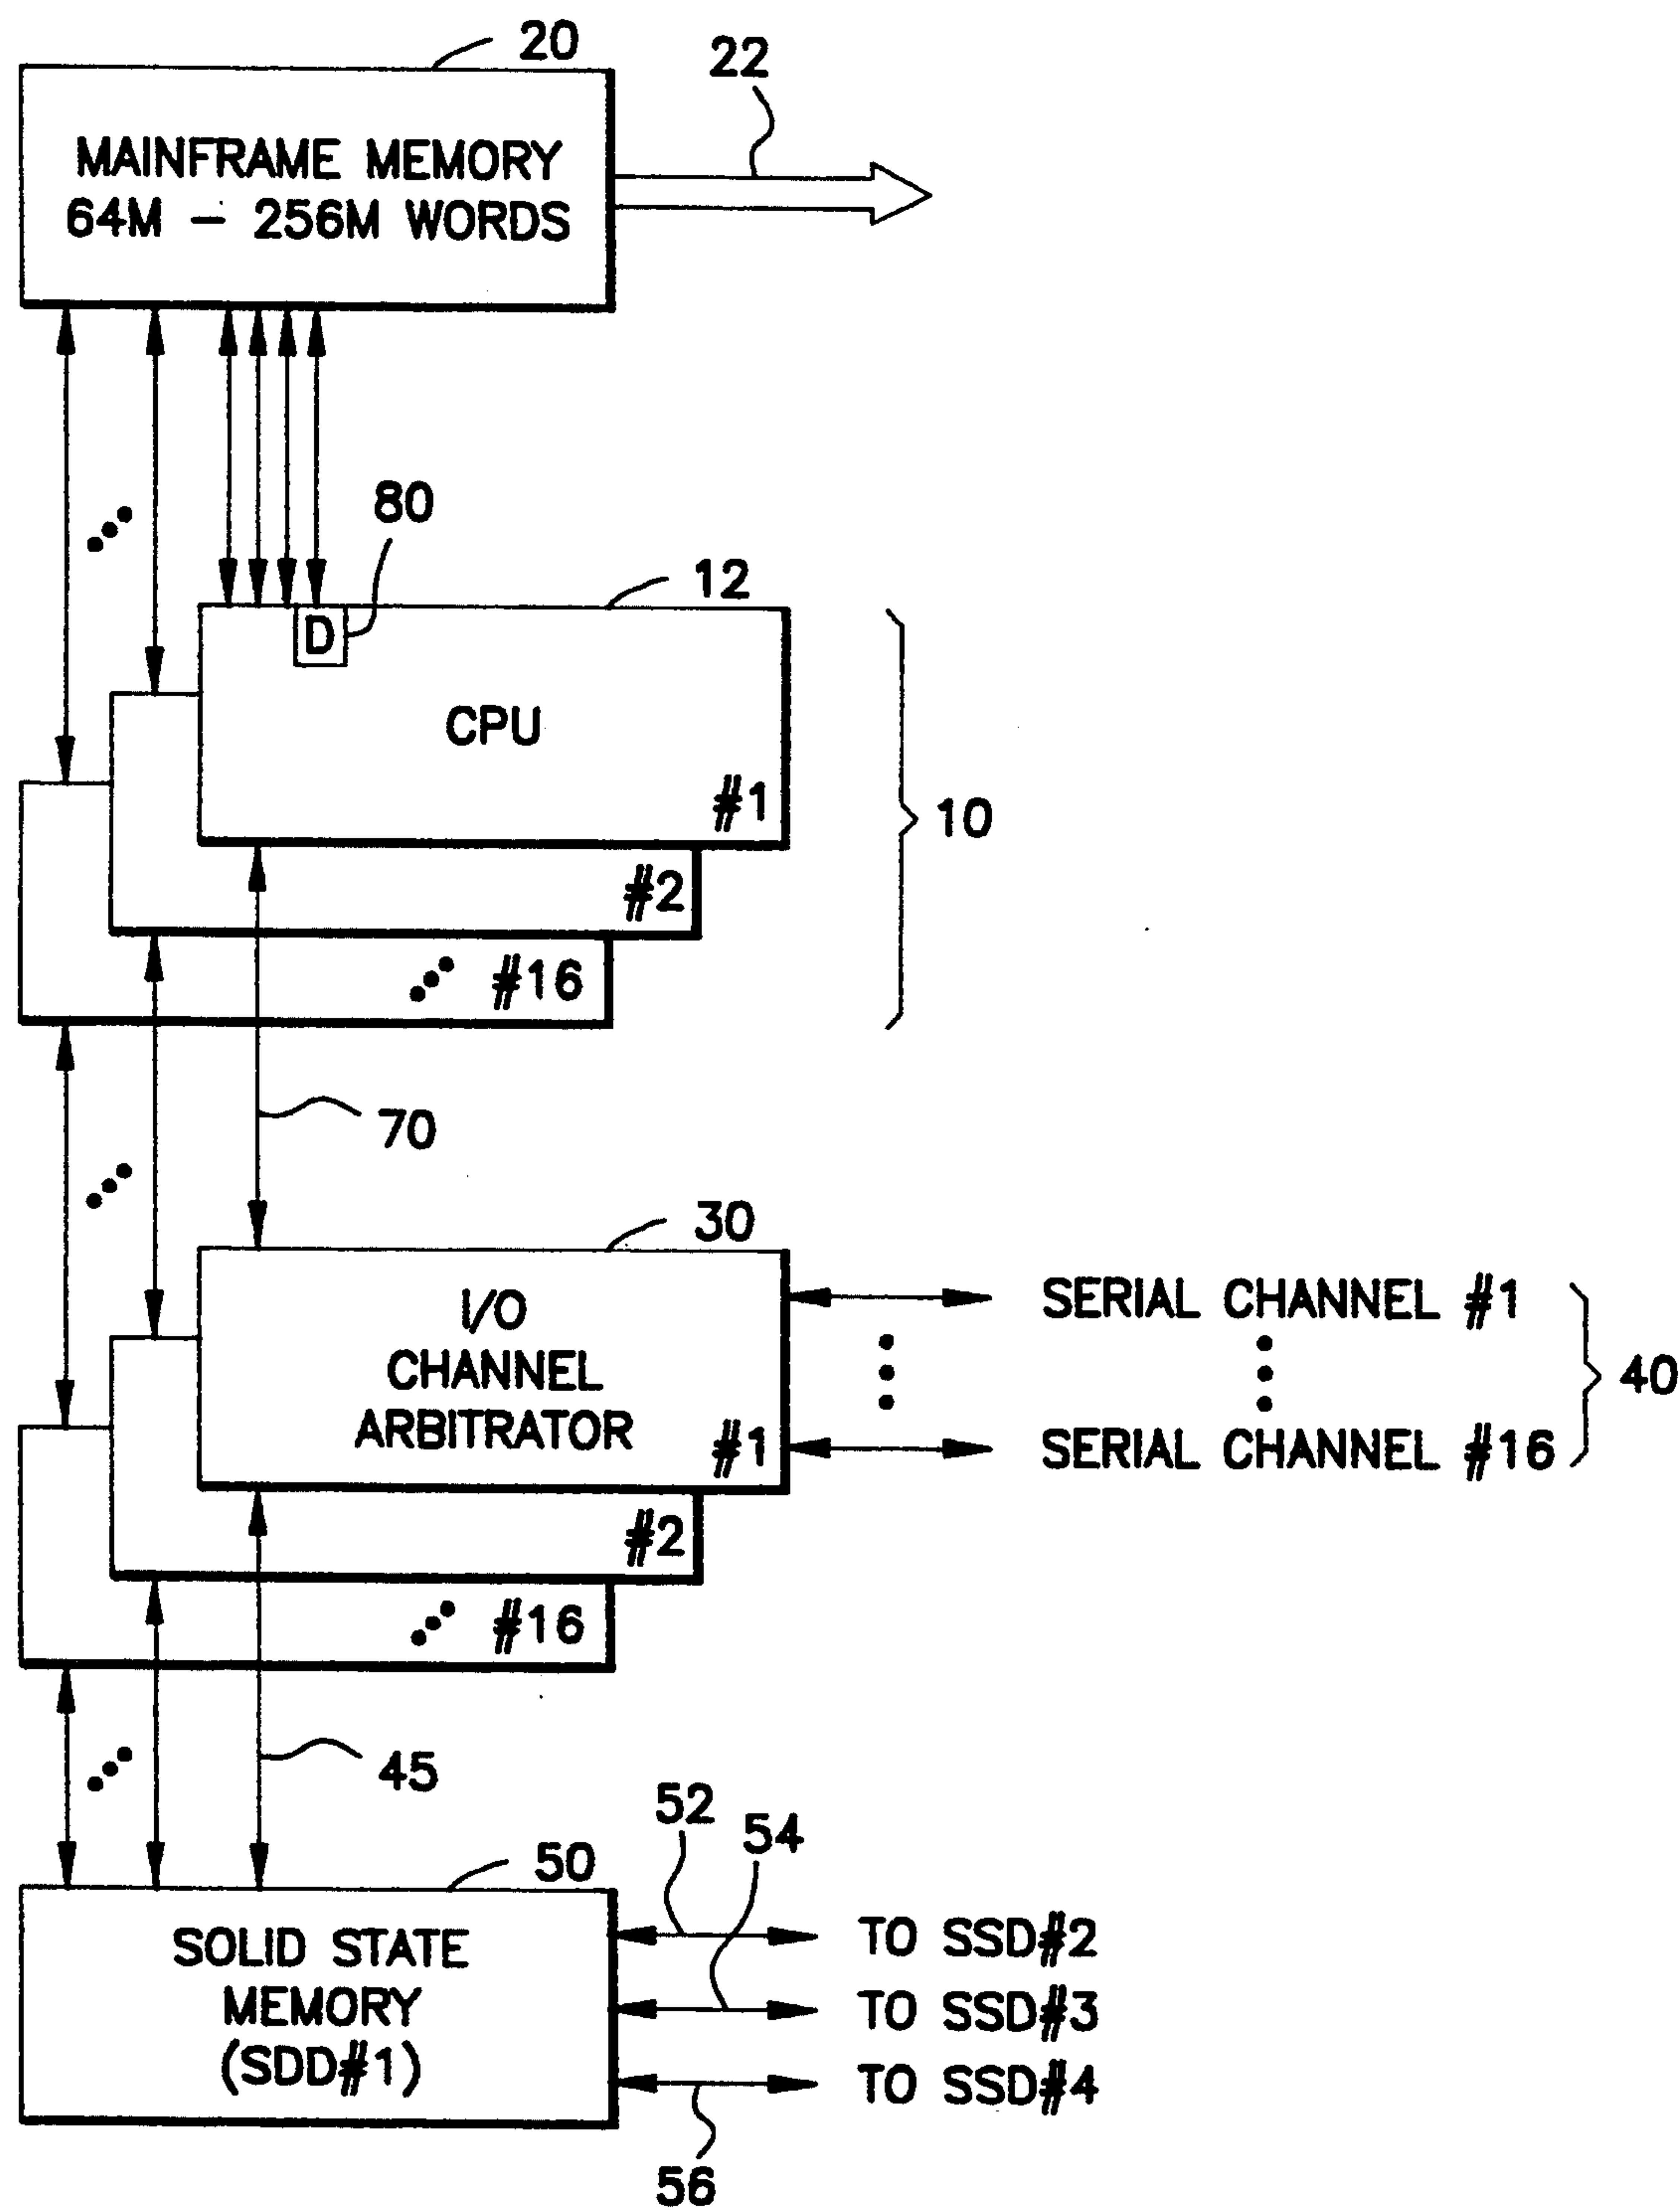 20
22
MAINFRAME MEMORY
64M - 256M WORDS
80
12
D
CPU
#1
10
#2
#16
70
30
I/O
CHANNEL
ARBITRATOR
#1
SERIAL CHANNEL #1
40
SERIAL CHANNEL #16
#2
#16
45
52
54
50
SOLID STATE
MEMORY
(SDD#1)
TO SSD#2
TO SSD#3
TO SSD#4
56